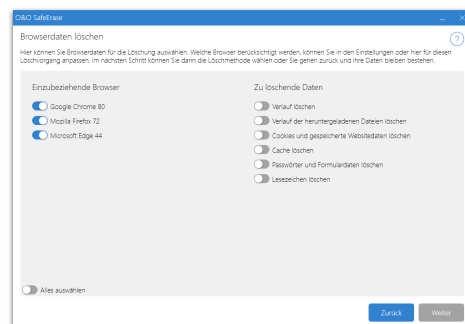 O&O SafeErase
Browserdaten löschen
Hier können Sie Browserdaten für die Löschung auswählen. Welche Browser berücksichtigt werden, können Sie in den Einstellungen oder hier für diesen
Löschvorgang anpassen. Im nächsten Schritt können Sie dann die Löschmethode wählen oder Sie gehen zurück und Ihre Daten bleiben bestehen.
Einzubeziehende Browser
Google Chrome 80
Mozilla Firefox 72
Microsoft Edge 44
Zu löschende Daten
Verlauf löschen
Verlauf der heruntergeladenen Dateien löschen
Cookies und gespeicherte Websitedaten löschen
Cache löschen
Passwörter und Formulardaten löschen
Lesezeichen löschen
Alles auswählen
Zurück
Weiter